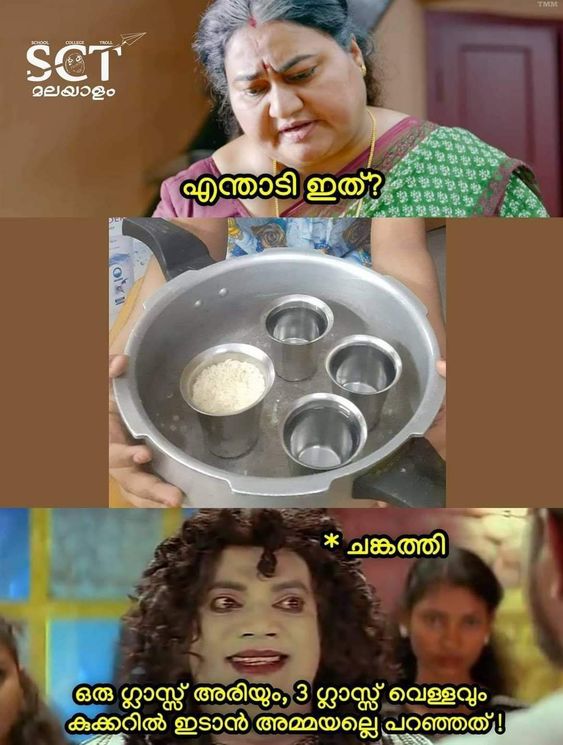 TMM
SCHOOL COLLEGE TROLL
SCT
മലയാളം
എന്താടി ഇത്?
* ചങ്കത്തി
ഒരു ഗ്ലാസ്സ് അരിയും, 3 ഗ്ലാസ്സ് വെള്ളവും
കുക്കറിൽ ഇടാൻ അമ്മയല്ലെ പറഞ്ഞത് !